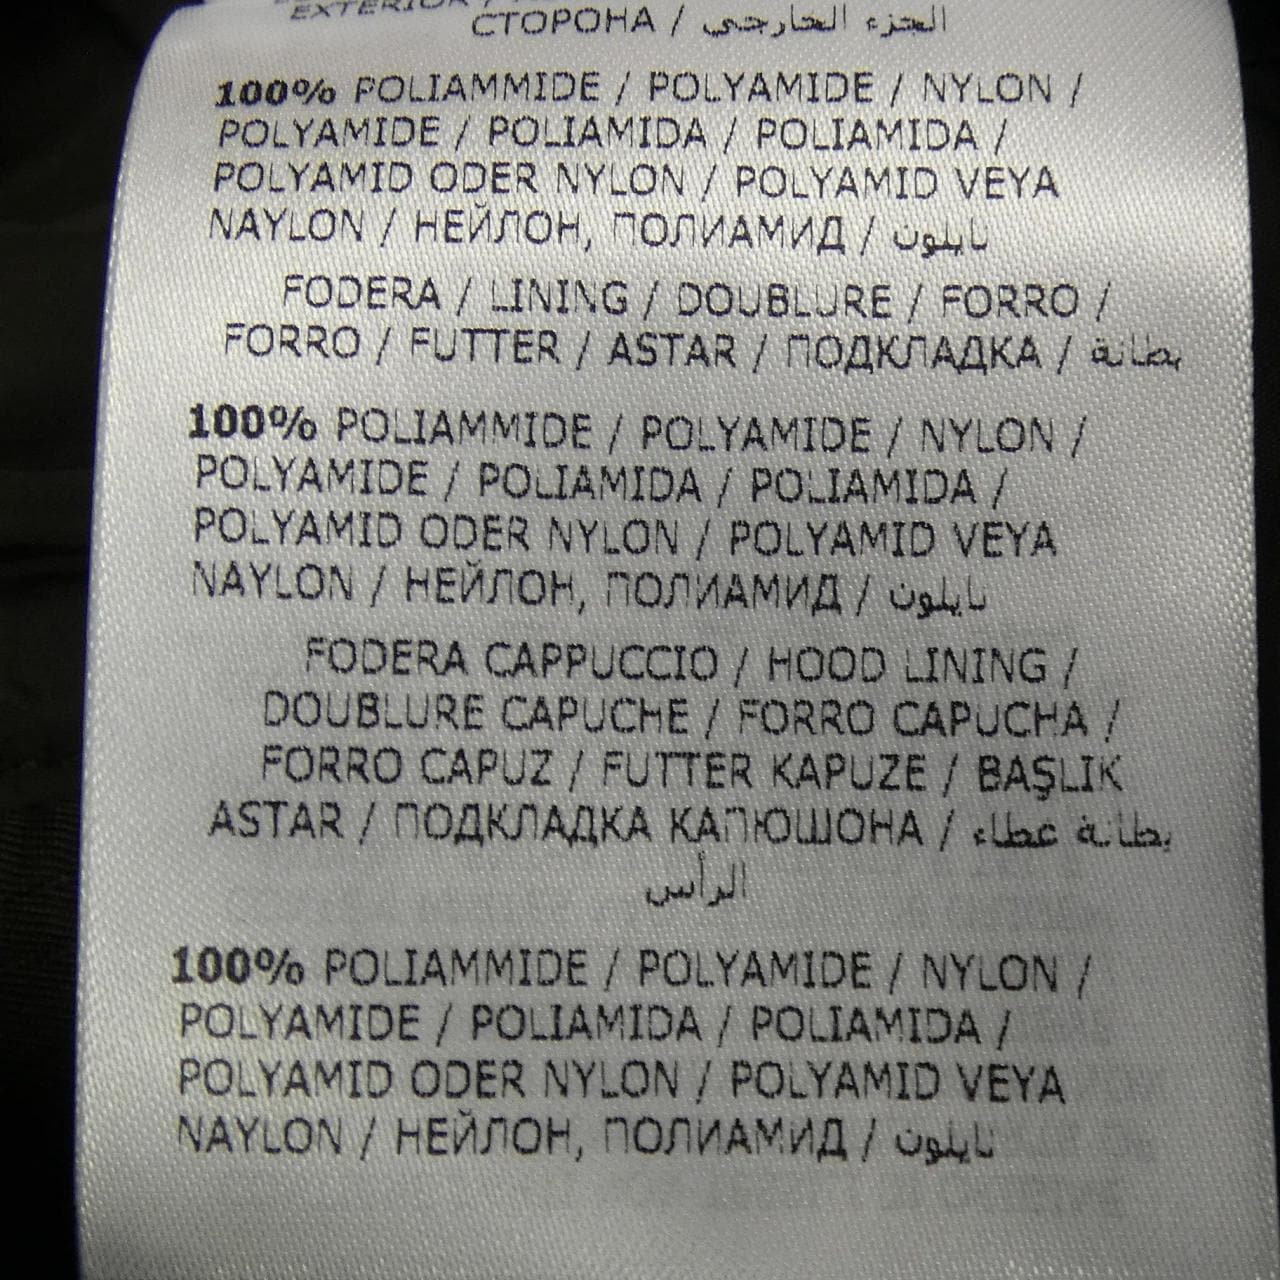 EXTERIOR /
СТОРОНА / الجزء الخارجي
100% POLIAMMIDE / POLYAMIDE / NYLON /
POLYAMIDE / POLIAMIDA / POLIAMIDA /
POLYAMID ODER NYLON / POLYAMID VEYA
NAYLON / НЕЙЛОН, ПОЛИАМИД / نايلون
FODERA / LINING / DOUBLURE / FORRO /
FORRO / FUTTER / ASTAR / ПОДКЛАДКА / بطانة
100% POLIAMMIDE / POLYAMIDE / NYLON /
POLYAMIDE / POLIAMIDA / POLIAMIDA /
POLYAMID ODER NYLON / POLYAMID VEYA
NAYLON / НЕЙЛОН, ПОЛИАМИД / نايلون
FODERA CAPPUCCIO / HOOD LINING /
DOUBLURE CAPUCHE / FORRO CAPUCHA /
FORRO CAPUZ / FUTTER KAPUZE / BAŞLIK
ASTAR / ПОДКЛАДКА КАПЮШОНА / بطانة غطاء
الرأس
100% POLIAMMIDE / POLYAMIDE / NYLON /
POLYAMIDE / POLIAMIDA / POLIAMIDA /
POLYAMID ODER NYLON / POLYAMID VEYA
NAYLON / НЕЙЛОН, ПОЛИАМИД / نايلون